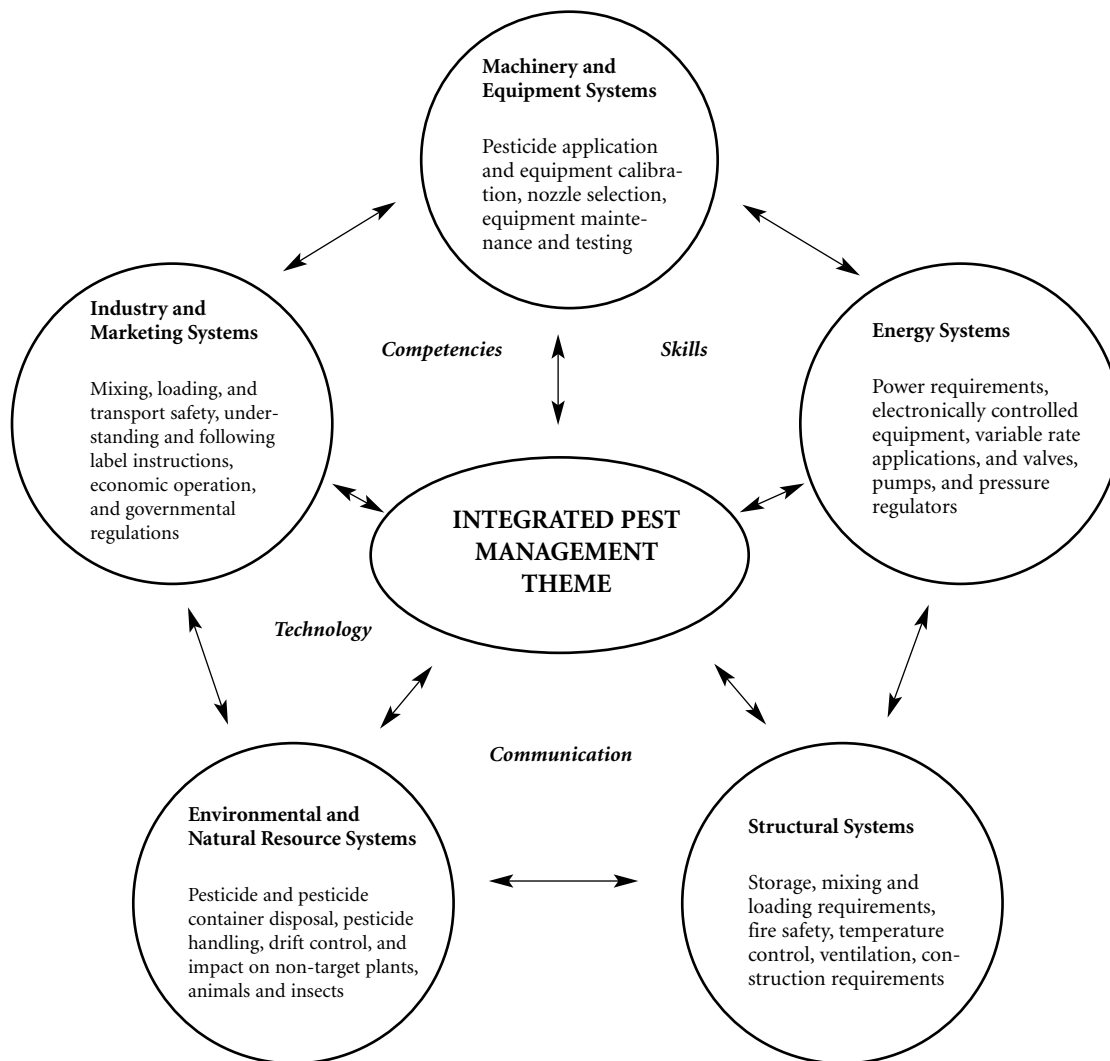 Machinery and
Equipment Systems
Pesticide application
and equipment calibra-
tion, nozzle selection,
equipment mainte-
nance and testing
Industry and
Marketing Systems
Mixing, loading, and
transport safety, under-
standing and following
label instructions,
economic operation,
and governmental
regulations
Competencies
Skills
Energy Systems
Power requirements,
electronically controlled
equipment, variable rate
applications, and valves,
pumps, and pressure
regulators
INTEGRATED PEST
MANAGEMENT
THEME
Technology
Communication
Environmental and
Natural Resource Systems
Pesticide and pesticide
container disposal, pesticide
handling, drift control, and
impact on non-target plants,
animals and insects
Structural Systems
Storage, mixing and
loading requirements,
fire safety, temperature
control, ventilation, con-
struction requirements